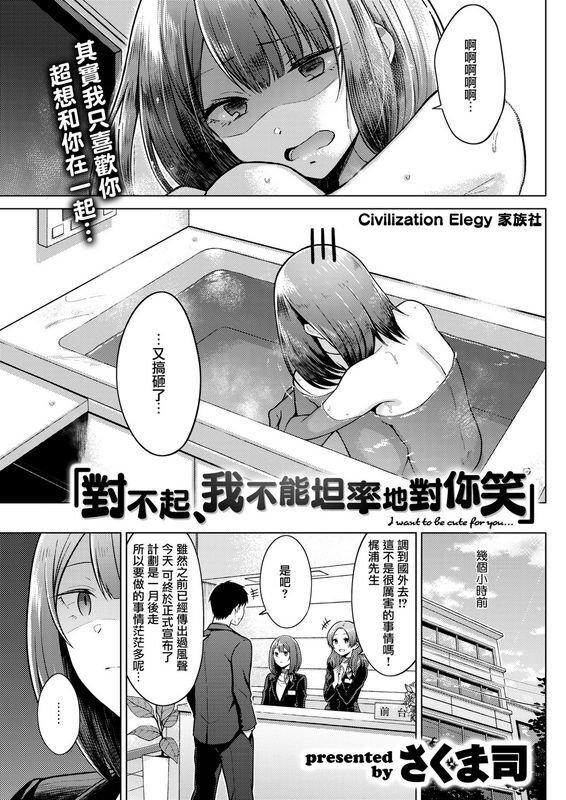 啊啊啊啊啊…
其實我只喜歡你
超想和你在一起…
Civilization Elegy 家族社
…又搞砸了…
「對不起、我不能坦率地對你笑」
I want to be cute for you...
幾個小時前
調到國外去!?
這不是很厲害的事情嗎!
梶浦先生
是吧?
雖然之前已經傳出過風聲
今天 可終於正式宣布了
計劃是一月後走
所以要做的事情茫茫多呢…
前台
……
presented
by さくま司